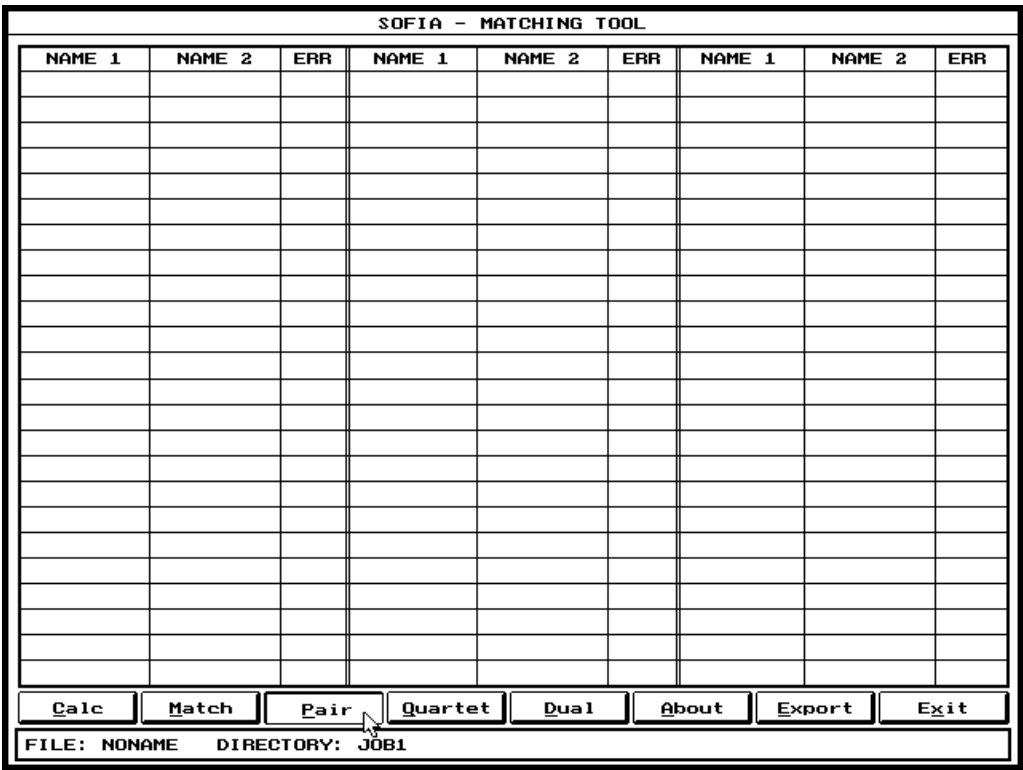 SOFIA - MATCHING TOOL
NAME 1 NAME 2 ERR NAME 1 NAME 2 ERR NAME 1 NAME 2 ERR
Calc Match Pair Quartet Dual About Export Exit
FILE: NONAME DIRECTORY: JOB1